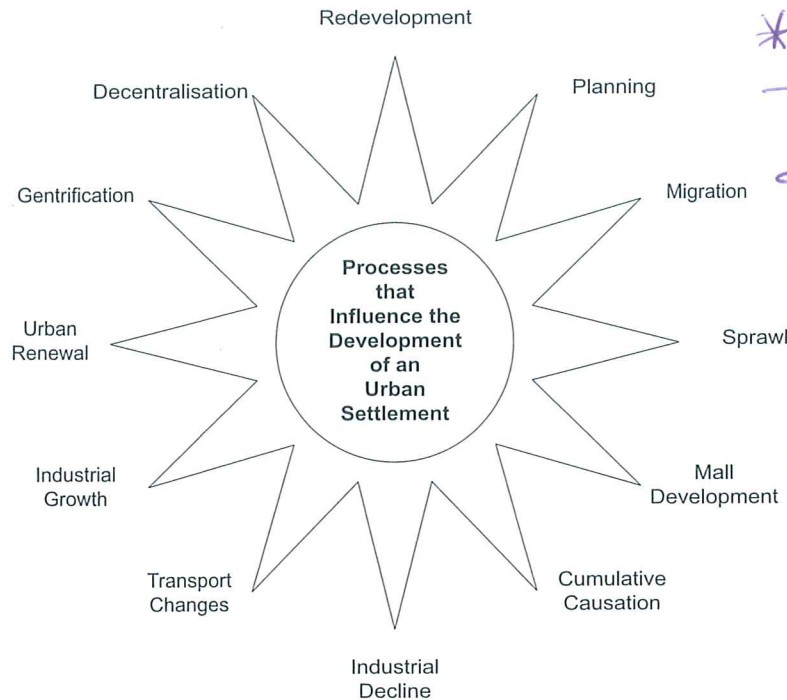 Redevelopment
Decentralisation
Planning
Gentrification
Migration
Processes
that
Influence the
Development
of an
Urban
Settlement
Urban
Renewal
Sprawl
Industrial
Growth
Mall
Development
Transport
Changes
Cumulative
Causation
Industrial
Decline